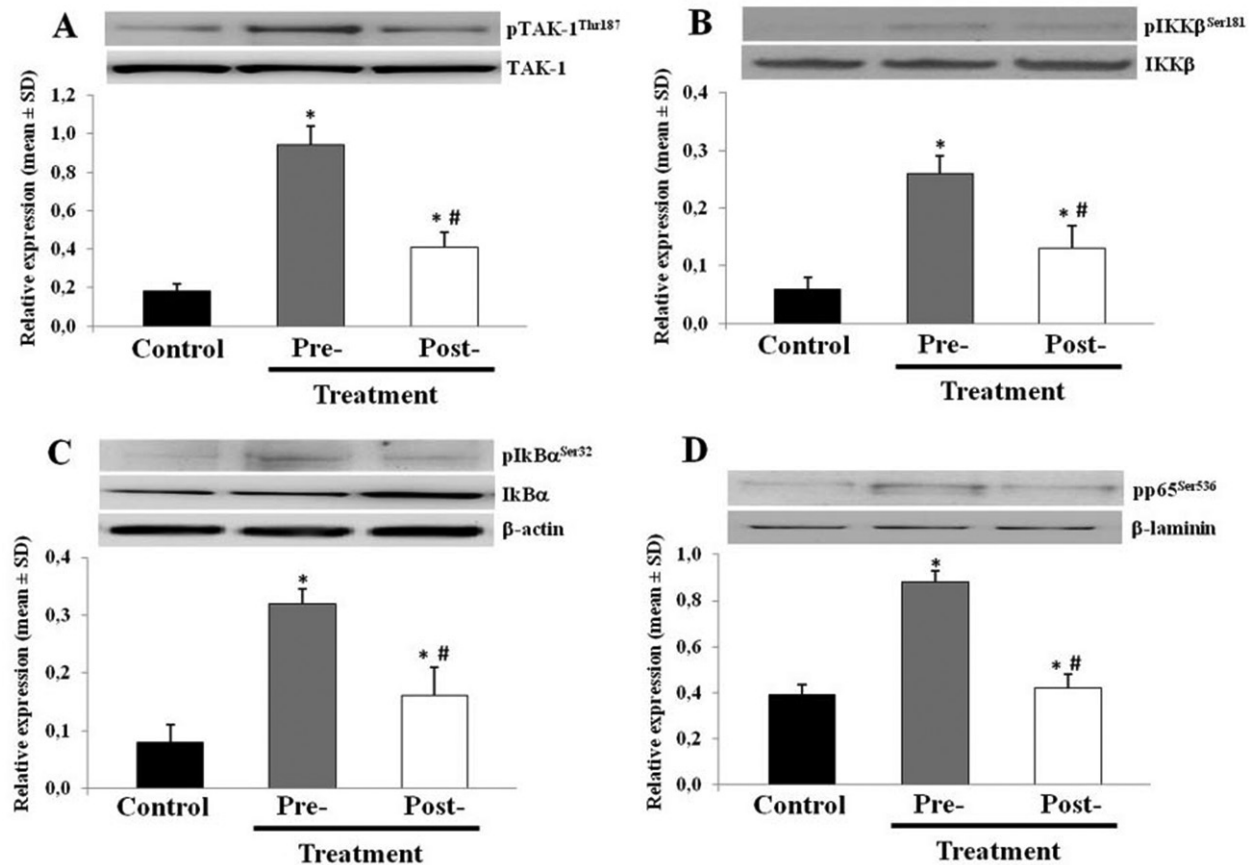 A
pTAK-1Thr187
TAK-1
Relative expression (mean ± SD)
1,2
1,0
0,8
0,6
0,4
0,2
0,0
*
* #
Control
Pre-
Post-
Treatment
B
pIKKβSer181
IKKβ
Relative expression (mean ± SD)
0,4
0,3
0,2
0,1
0,0
*
* #
Control
Pre-
Post-
Treatment
C
pIkBαSer32
IkBα
β-actin
Relative expression (mean ± SD)
0,4
0,3
0,2
0,1
0,0
*
* #
Control
Pre-
Post-
Treatment
D
pp65Ser536
β-laminin
Relative expression (mean ± SD)
1,0
0,8
0,6
0,4
0,2
0,0
*
* #
Control
Pre-
Post-
Treatment